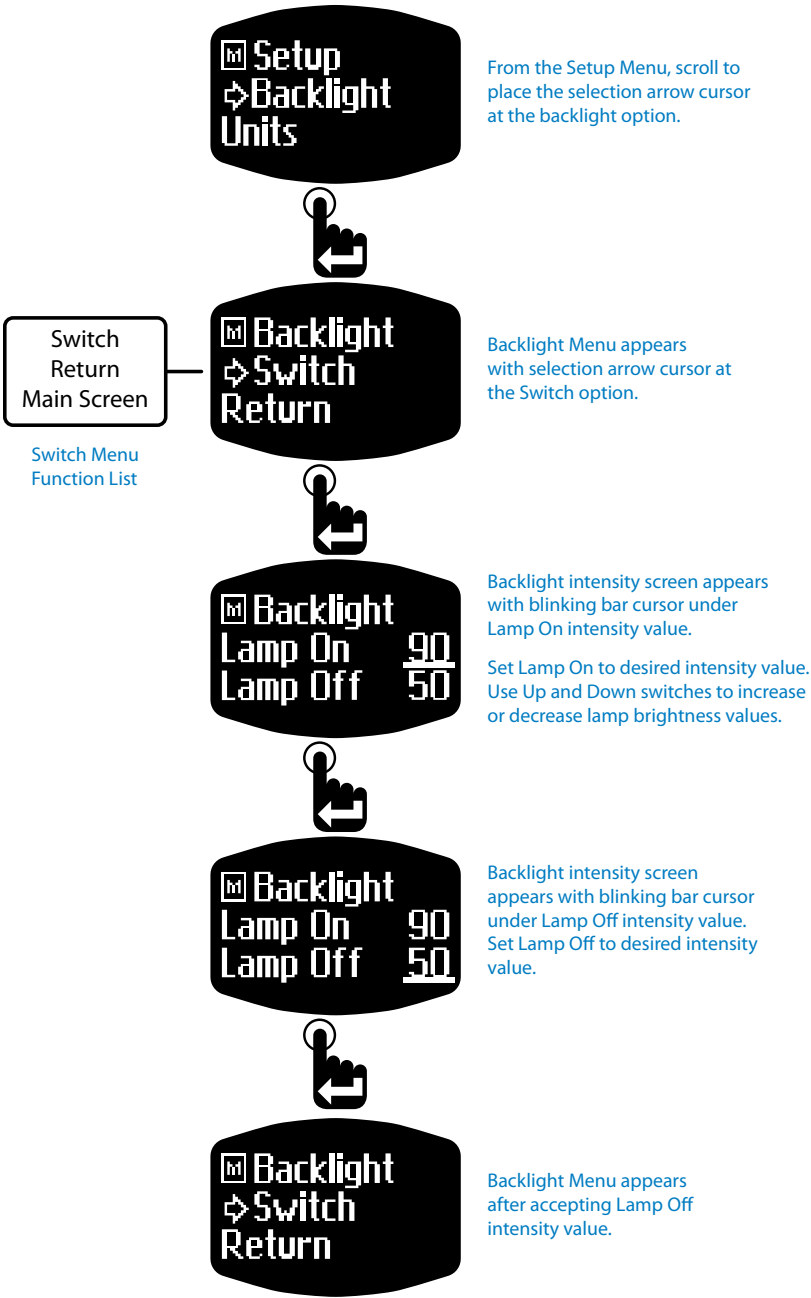 M Setup
Backlight
Units
From the Setup Menu, scroll to
place the selection arrow cursor
at the backlight option.
M Backlight
Switch
Return
Switch
Return
Main Screen
Switch Menu
Function List
Backlight Menu appears
with selection arrow cursor at
the Switch option.
M Backlight
Lamp On 90
Lamp Off 50
Backlight intensity screen appears
with blinking bar cursor under
Lamp On intensity value.
Set Lamp On to desired intensity value.
Use Up and Down switches to increase
or decrease lamp brightness values.
M Backlight
Lamp On 90
Lamp Off 50
Backlight intensity screen
appears with blinking bar cursor
under Lamp Off intensity value.
Set Lamp Off to desired intensity
value.
M Backlight
Switch
Return
Backlight Menu appears
after accepting Lamp Off
intensity value.